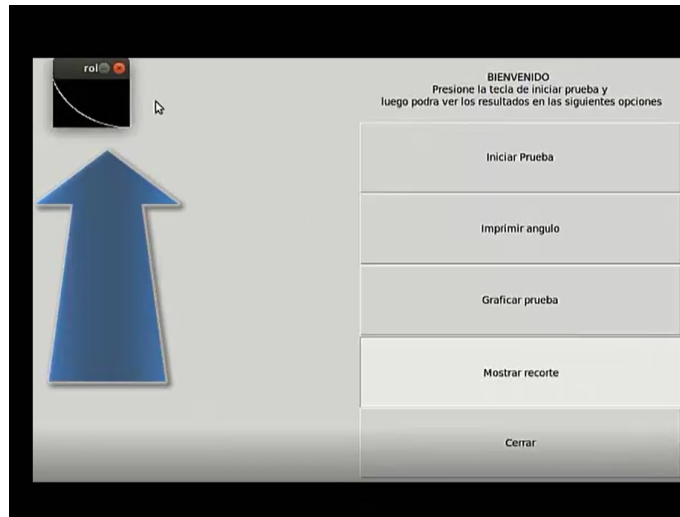 rol
BIENVENIDO
Presione la tecla de iniciar prueba y
luego podra ver los resultados en las siguientes opciones
Iniciar Prueba
Imprimir angulo
Graficar prueba
Mostrar recorte
Cerrar